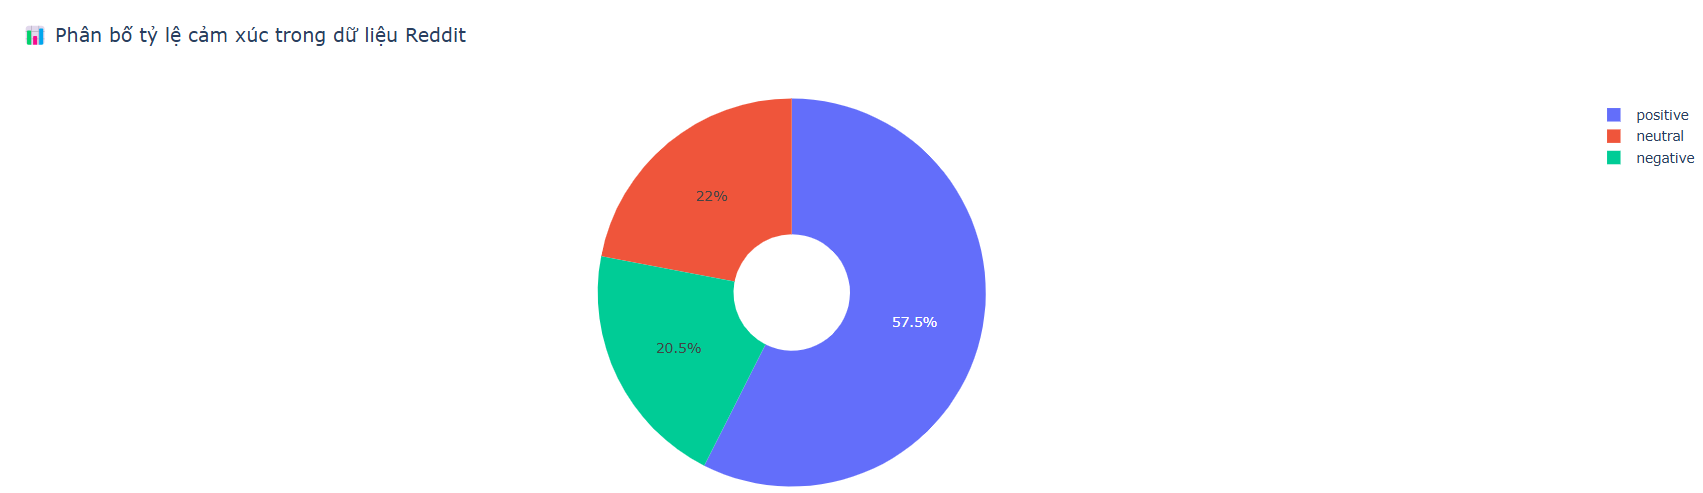 📊 Phân bố tỷ lệ cảm xúc trong dữ liệu Reddit
positive
neutral
negative
22%
57.5%
20.5%